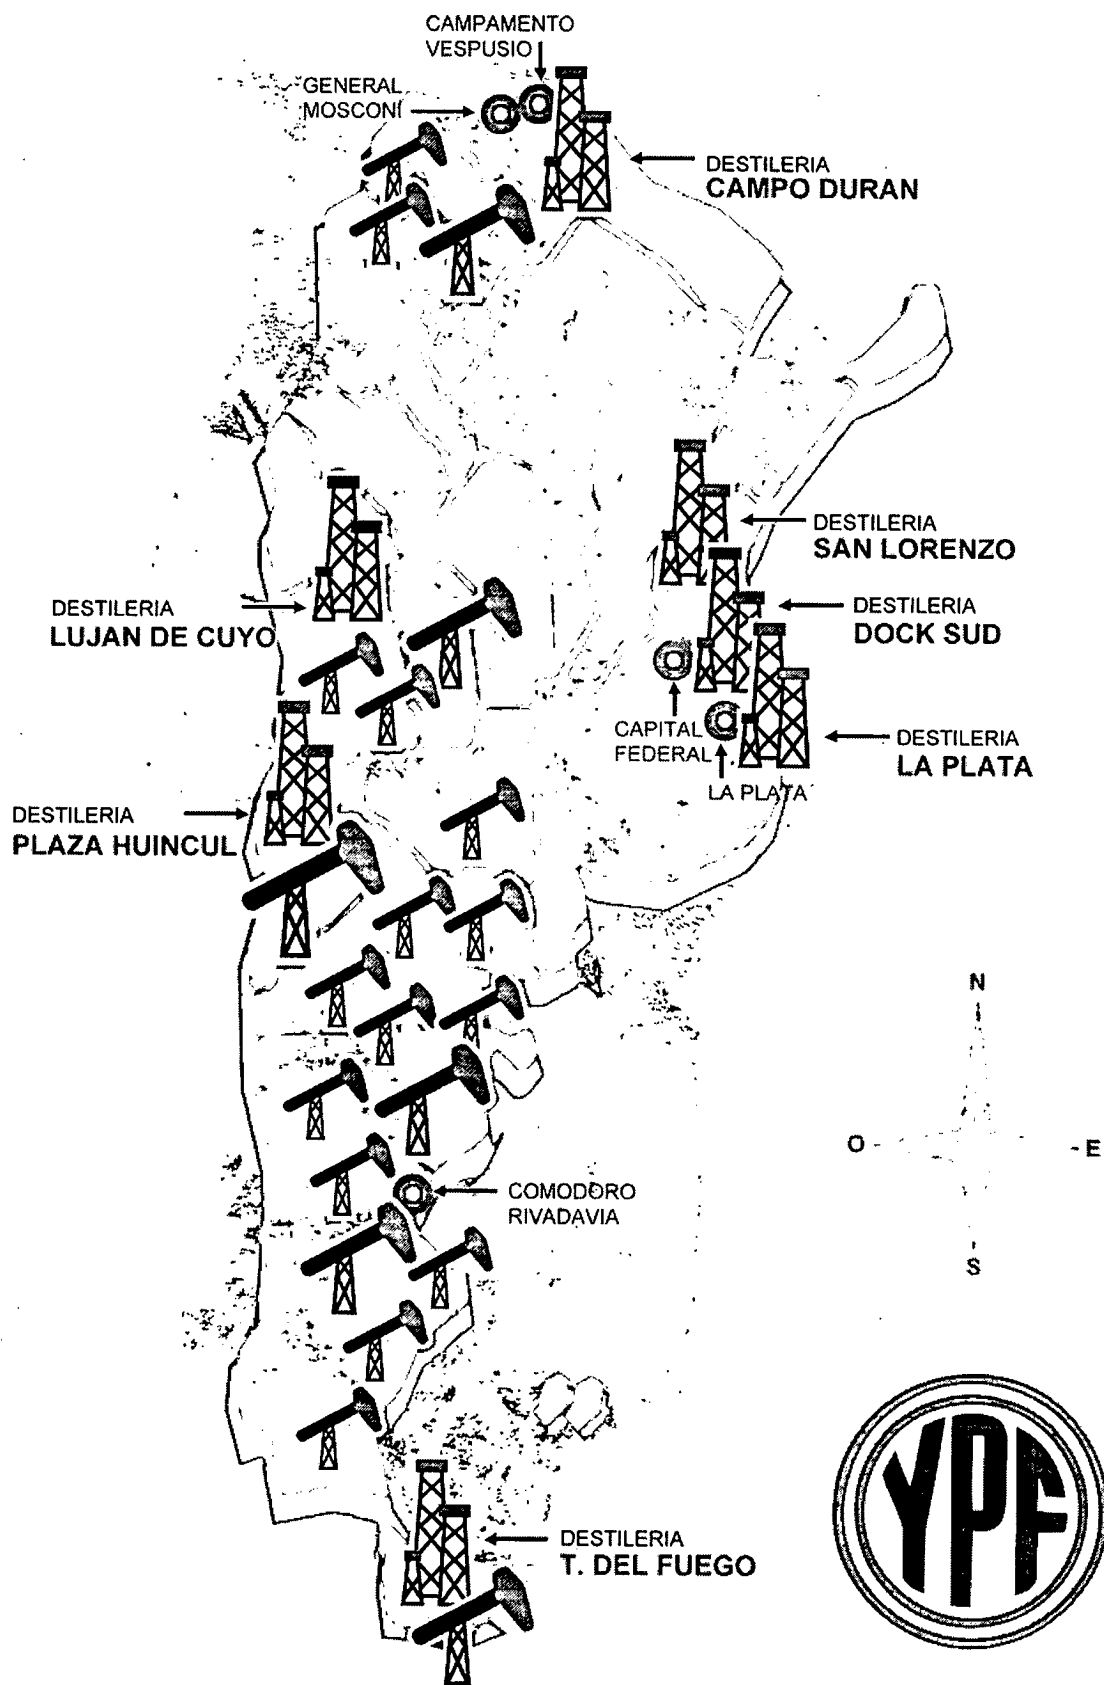 CAMPAMENTO
VESPUSIO
GENERAL
MOSCONI
DESTILERIA
CAMPO DURAN
DESTILERIA
SAN LORENZO
DESTILERIA
LUJAN DE CUYO
DESTILERIA
DOCK SUD
CAPITAL
FEDERAL
DESTILERIA
LA PLATA
LA PLATA
DESTILERIA
PLAZA HUINCUL
N
O
E
S
COMODORO
RIVADAVIA
YPF
DESTILERIA
T. DEL FUEGO